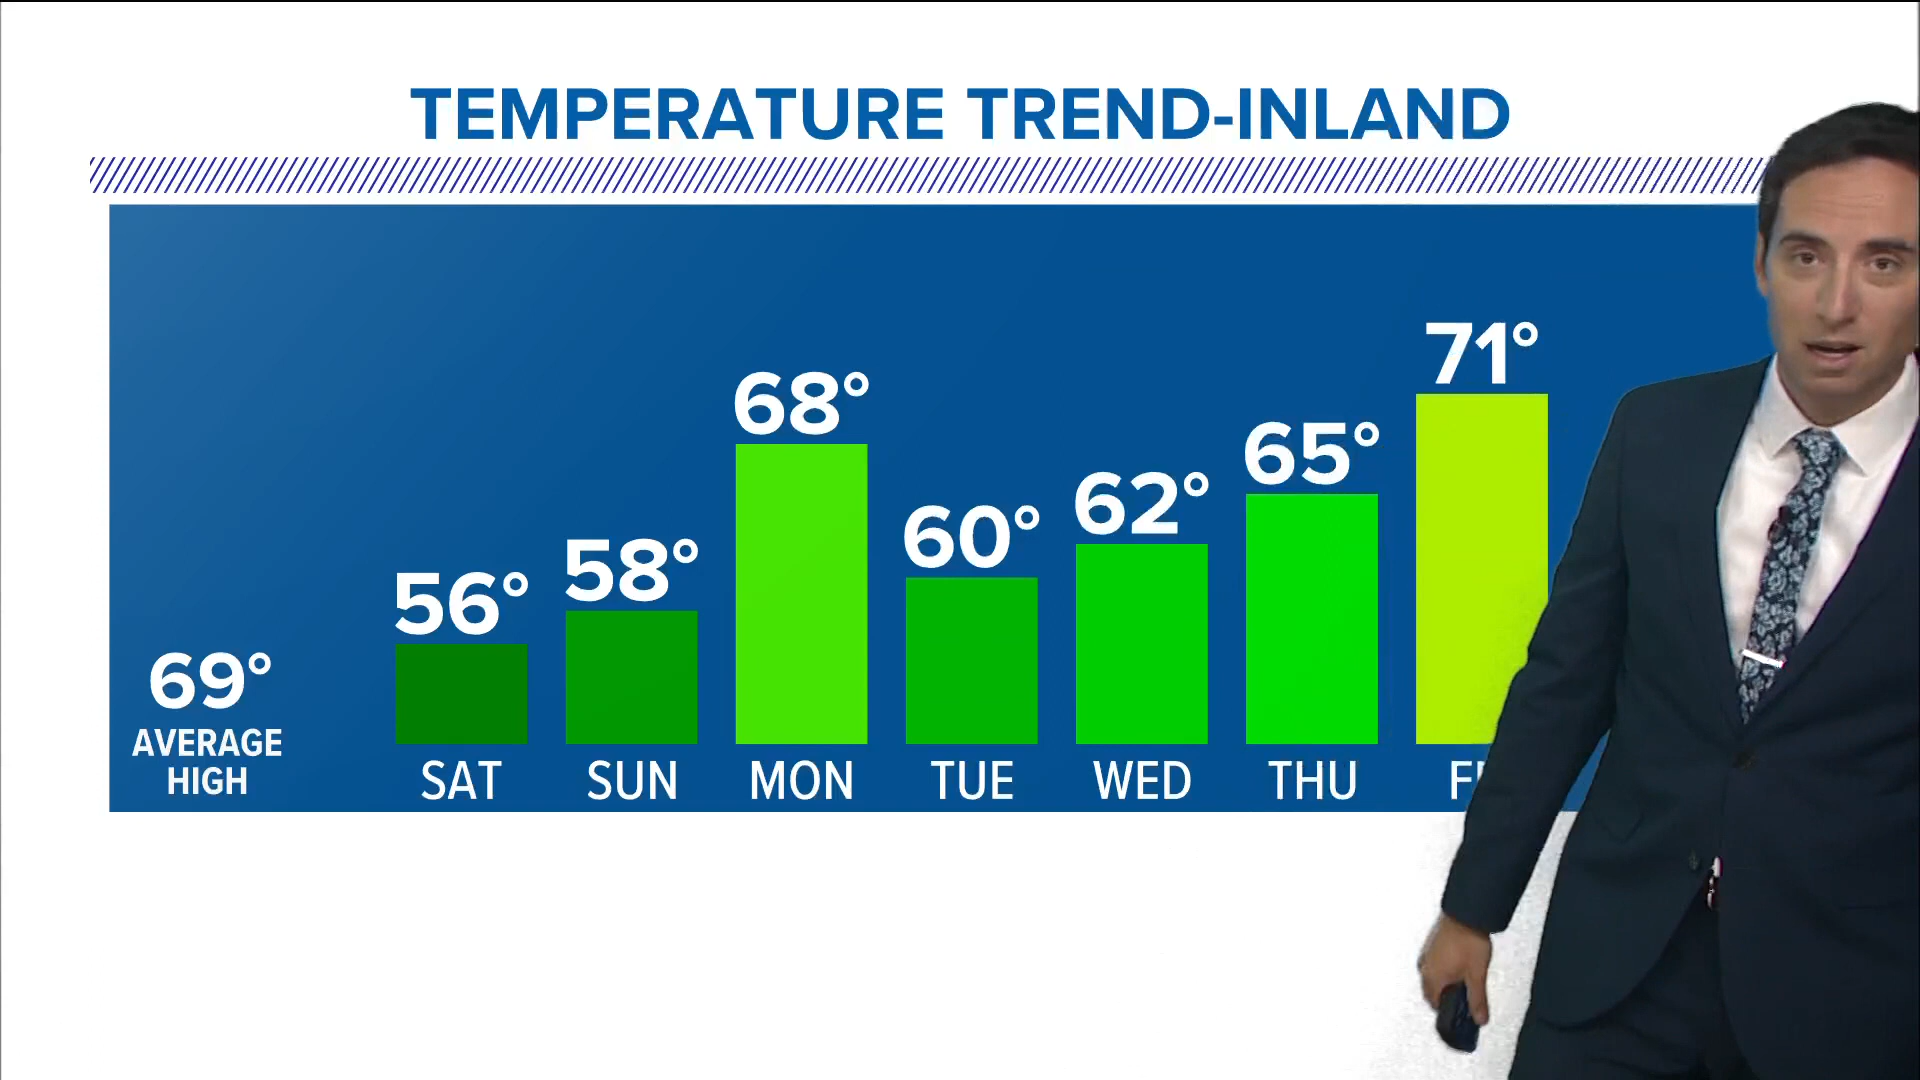 TEMPERATURE TREND-INLAND
71°
68°
65°
62°
60°
58°
56°
69°
AVERAGE
HIGH
SAT SUN MON TUE WED THU